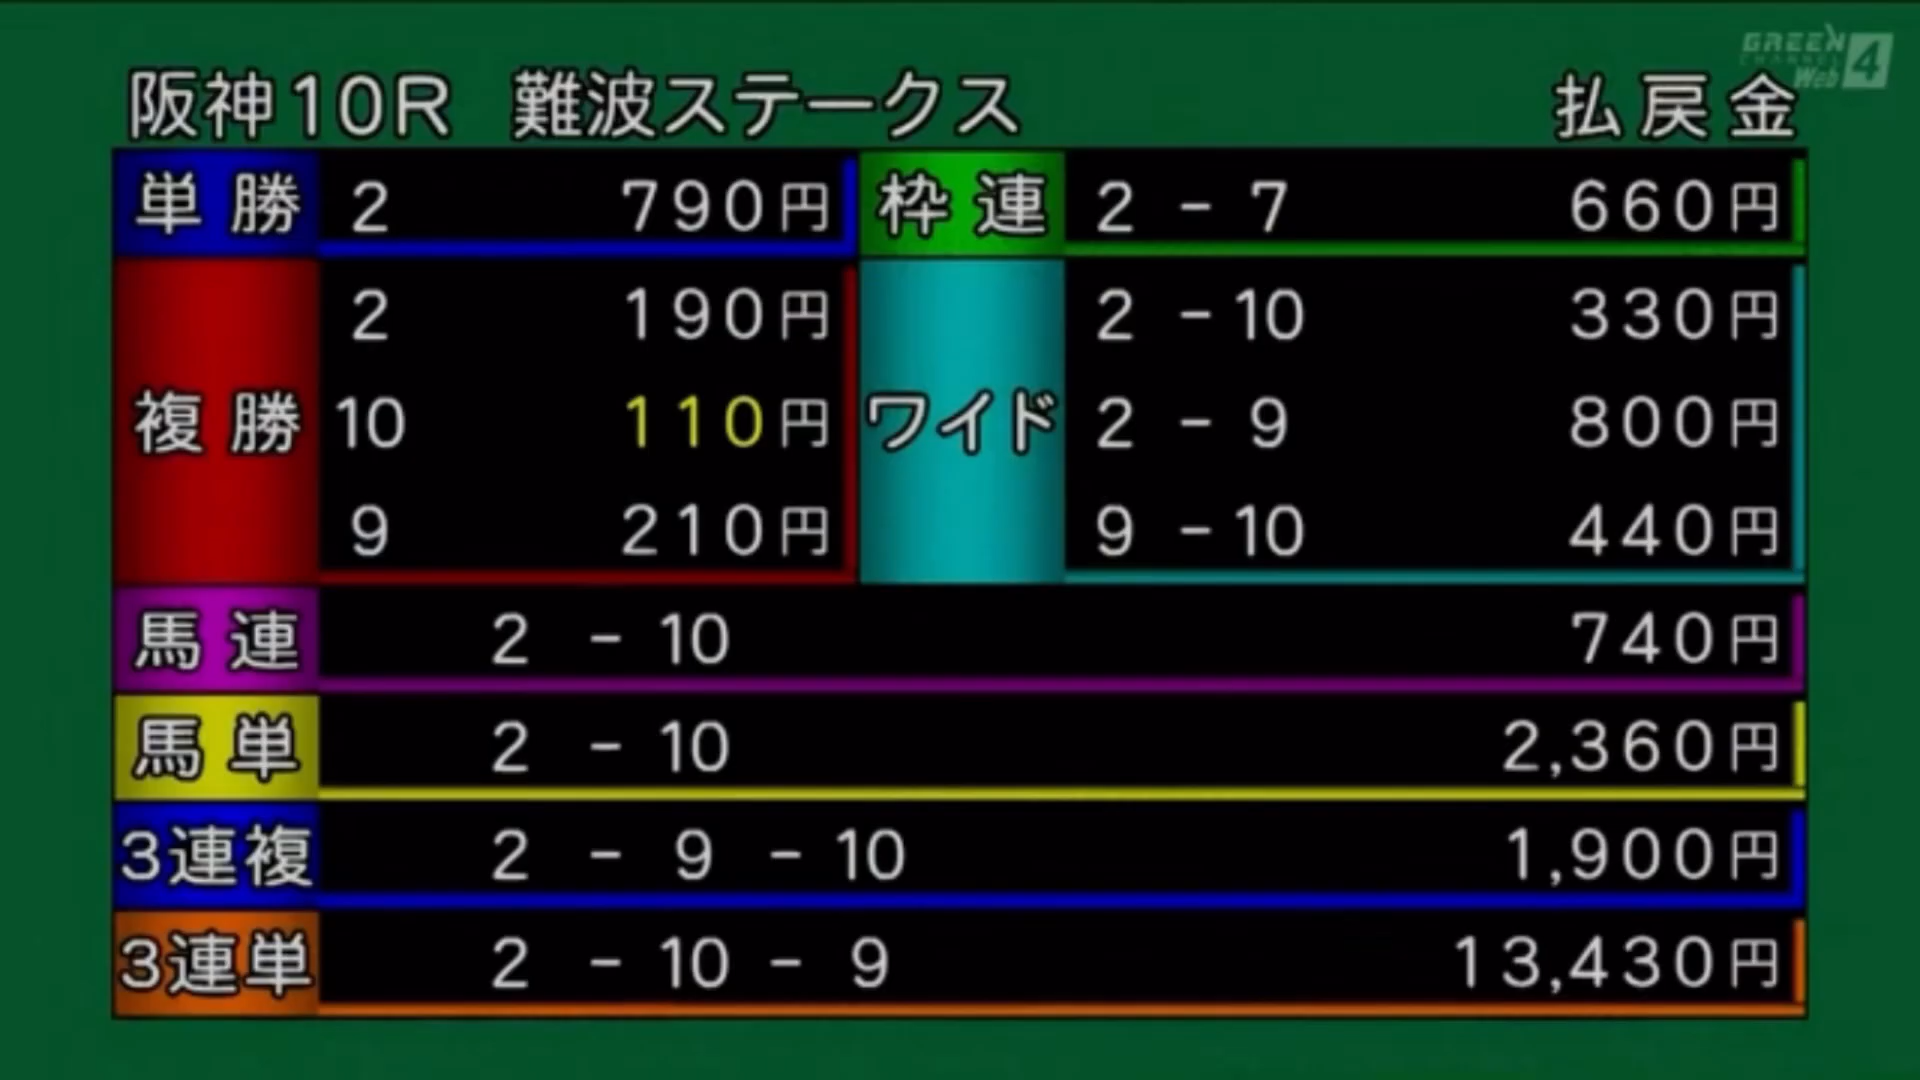 GREEN CHANNEL Web 4
阪神10R 難波ステークス 払戻金
単勝 2 790円 枠連 2 - 7 660円
2 190円 2 - 10 330円
複勝 10 110円 ワイド 2 - 9 800円
9 210円 9 - 10 440円
馬連 2 - 10 740円
馬単 2 - 10 2,360円
3連複 2 - 9 - 10 1,900円
3連単 2 - 10 - 9 13,430円